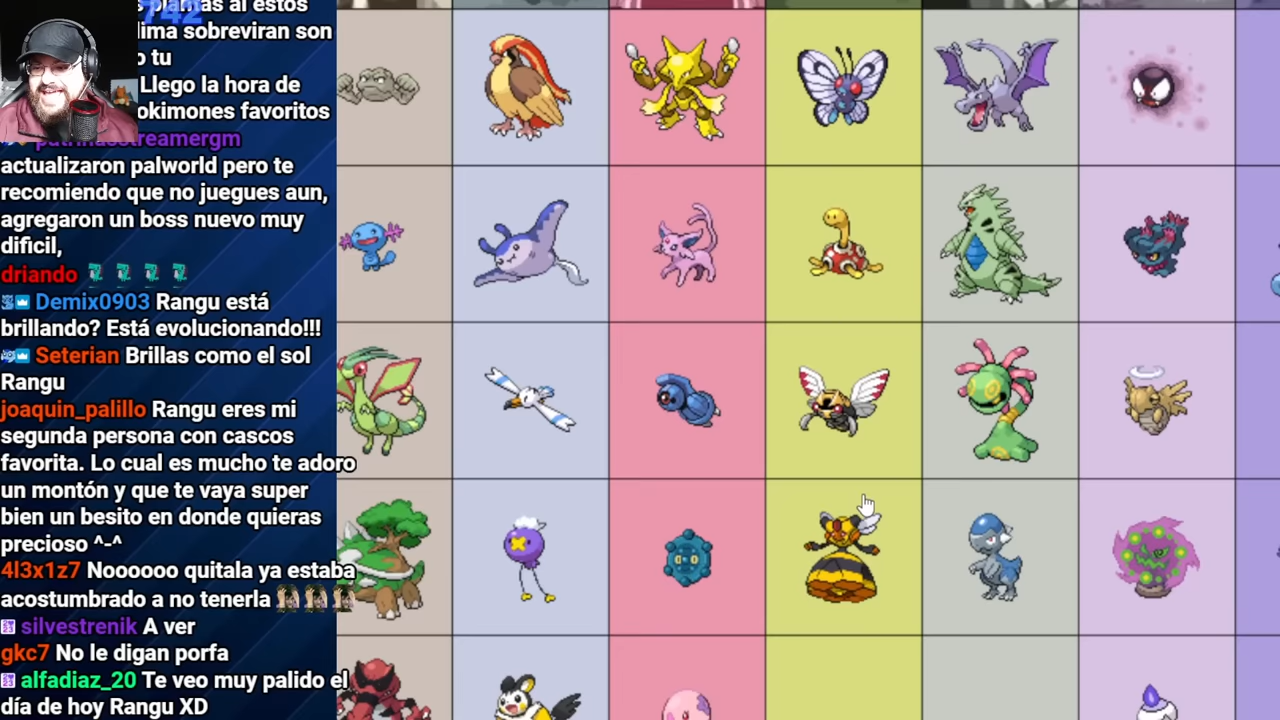 plantas al estos
lima sobreviran son
o tu
Llego la hora de
okimones favoritos
actualizaron palworld pero te
recomiendo que no juegues aun,
agregaron un boss nuevo muy
dificil,
driando
Demix0903 Rangu está
brillando? Está evolucionando!!!
Seterian Brillas como el sol
Rangu
joaquin_palillo Rangu eres mi
segunda persona con cascos
favorita. Lo cual es mucho te adoro
un montón y que te vaya super
bien un besito en donde quieras
precioso ^-^
4l3x1z7 Noooooo quitala ya estaba
acostumbrado a no tenerla
silvestrenik A ver
gkc7 No le digan porfa
alfadiaz_20 Te veo muy palido el
día de hoy Rangu XD